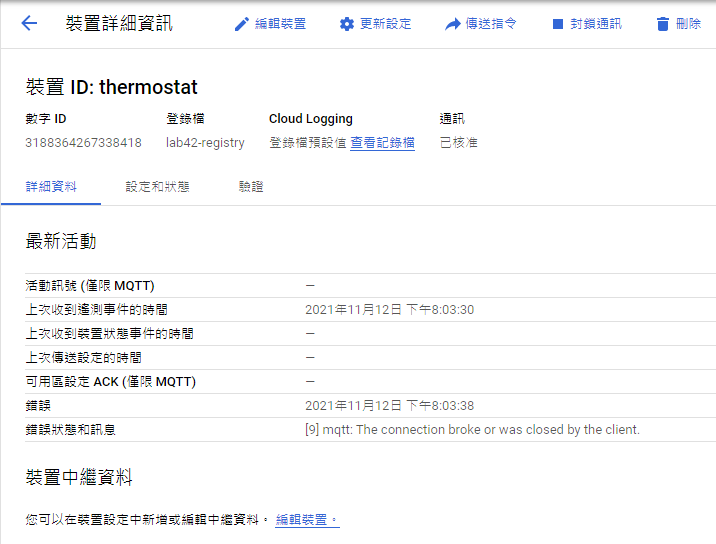 裝置詳細資訊 編輯裝置 更新設定 傳送指令 封鎖通訊 刪除
裝置 ID: thermostat
數字 ID 登錄檔 Cloud Logging 通訊
3188364267338418 lab42-registry 登錄檔預設值 查看記錄檔 已核准
詳細資料 設定和狀態 驗證
最新活動
活動訊號 (僅限 MQTT) —
上次收到遙測事件的時間 2021年11月12日 下午8:03:30
上次收到裝置狀態事件的時間 —
上次傳送設定的時間 —
可用區設定 ACK (僅限 MQTT) —
錯誤 2021年11月12日 下午8:03:38
錯誤狀態和訊息 [9] mqtt: The connection broke or was closed by the client.
裝置中繼資料
您可以在裝置設定中新增或編輯中繼資料。 編輯裝置。